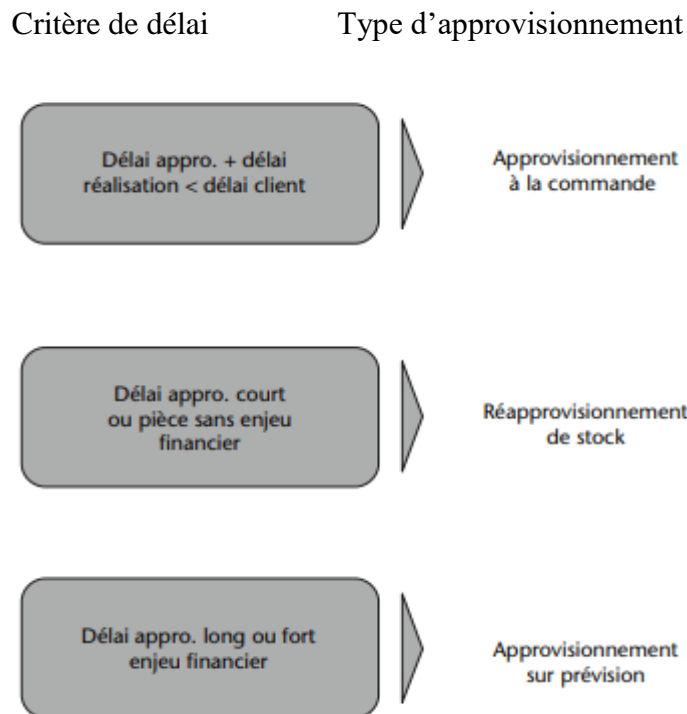 Critère de délai Type d’approvisionnement
Délai appro. + délai
réalisation < délai client
Approvisionnement
à la commande
Délai appro. court
ou pièce sans enjeu
financier
Réapprovisionnement
de stock
Délai appro. long ou fort
enjeu financier
Approvisionnement
sur prévision